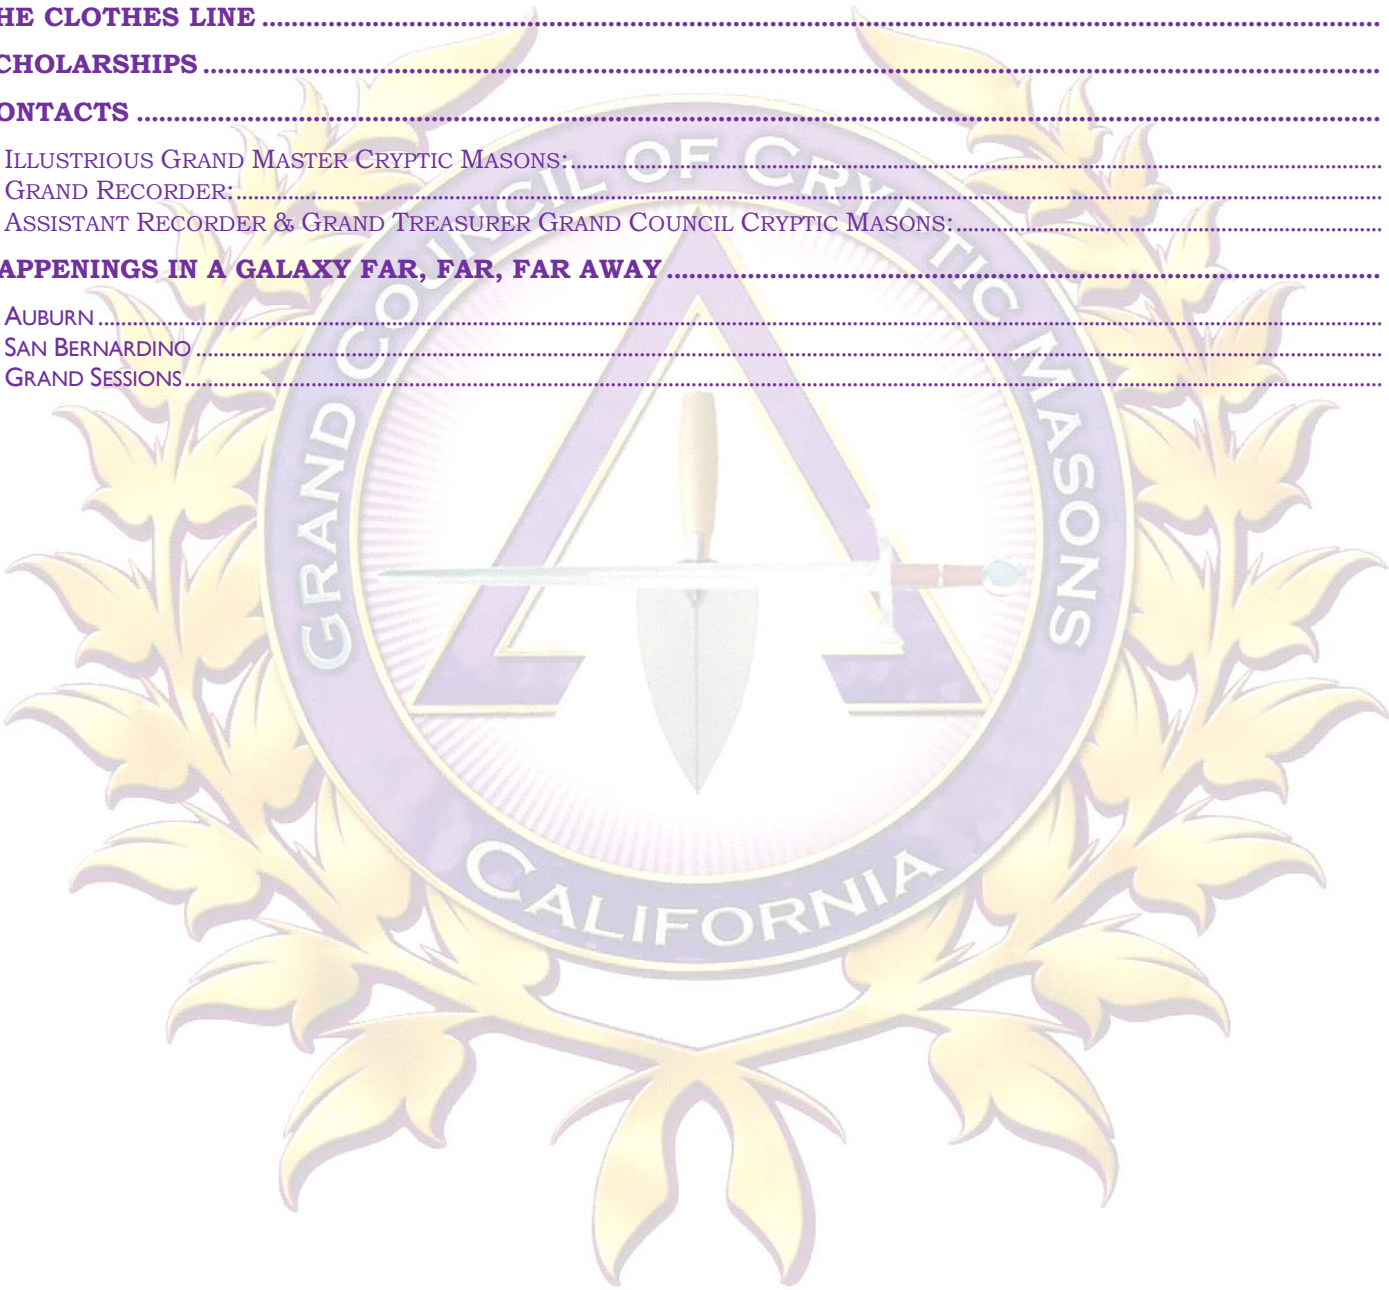 HE CLOTHES LINE ................................................................
CHOLARSHIPS ................................................................
ONTACTS ................................................................
ILLUSTRIOUS GRAND MASTER CRYPTIC MASONS: ................................................................
GRAND RECORDER: ................................................................
ASSISTANT RECORDER & GRAND TREASURER GRAND COUNCIL CRYPTIC MASONS: ................................................................
APPENINGS IN A GALAXY FAR, FAR, FAR AWAY ................................................................
AUBURN ................................................................
SAN BERNARDINO ................................................................
GRAND SESSIONS ................................................................
GRAND COUNCIL OF CRYPTIC MASONS
CALIFORNIA